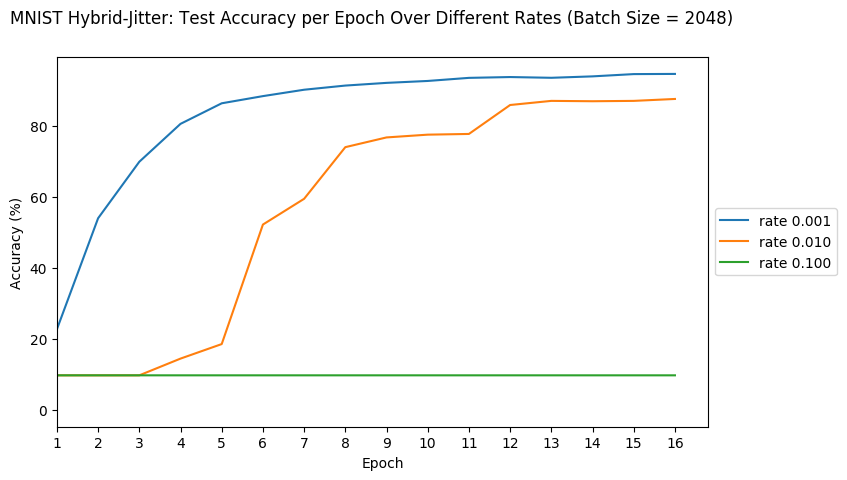 MNIST Hybrid-Jitter: Test Accuracy per Epoch Over Different Rates (Batch Size = 2048)
Accuracy (%)
80
60
40
20
0
1 2 3 4 5 6 7 8 9 10 11 12 13 14 15 16
Epoch
rate 0.001
rate 0.010
rate 0.100